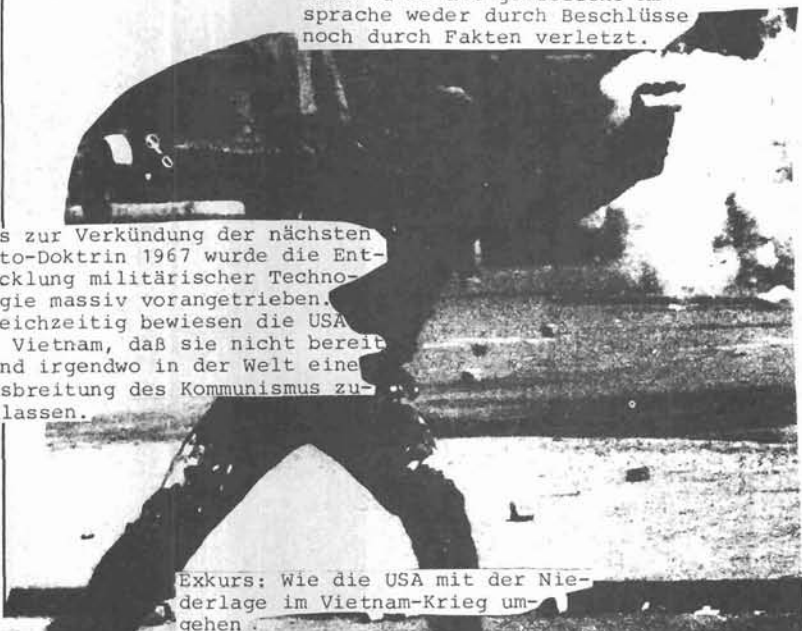 sprache weder durch Beschlüsse
noch durch Fakten verletzt.
s zur Verkündung der nächsten
to-Doktrin 1967 wurde die Ent-
cklung militärischer Techno-
gie massiv vorangetrieben.
eichzeitig bewiesen die USA
Vietnam, daß sie nicht bereit
nd irgendwo in der Welt eine
sbreitung des Kommunismus zu-
lassen.
Exkurs: Wie die USA mit der Nie-
derlage im Vietnam-Krieg um-
gehen